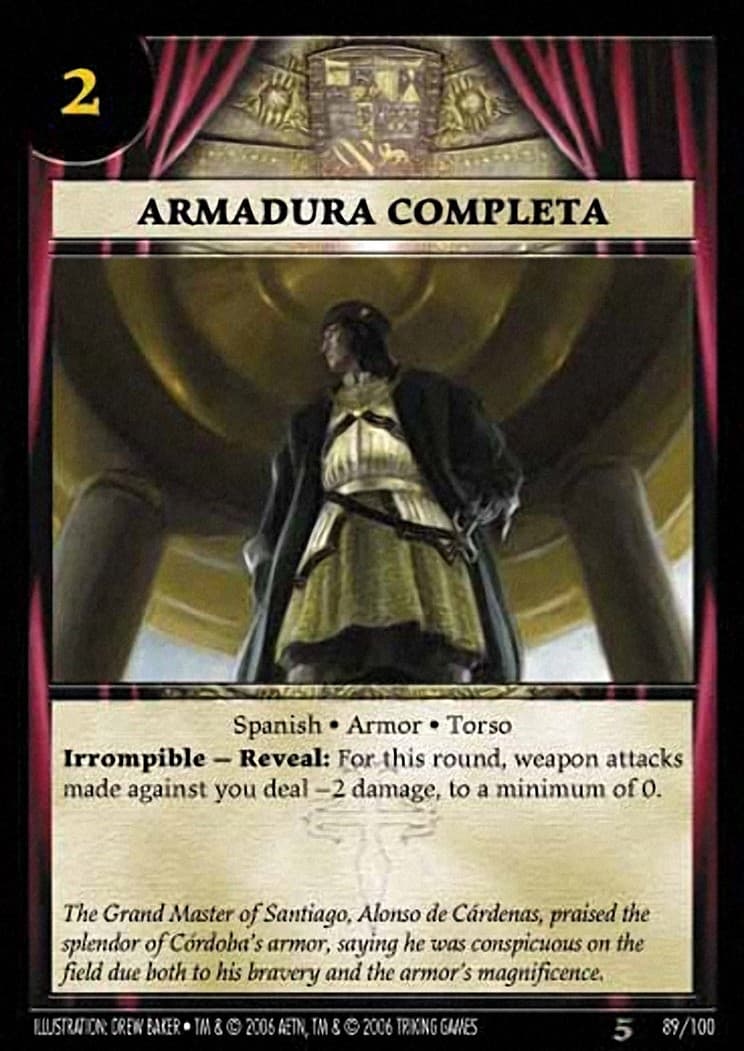 2
ARMADURA COMPLETA
Spanish • Armor • Torso
Irrompible – Reveal: For this round, weapon attacks
made against you deal –2 damage, to a minimum of 0.
The Grand Master of Santiago, Alonso de Cárdenas, praised the
splendor of Córdoba's armor, saying he was conspicuous on the
field due both to his bravery and the armor's magnificence.
ILLUSTRATION: DREW BAKER • TM & © 2006 AETN, TM & © 2006 TRIKING GAMES 5 89/100